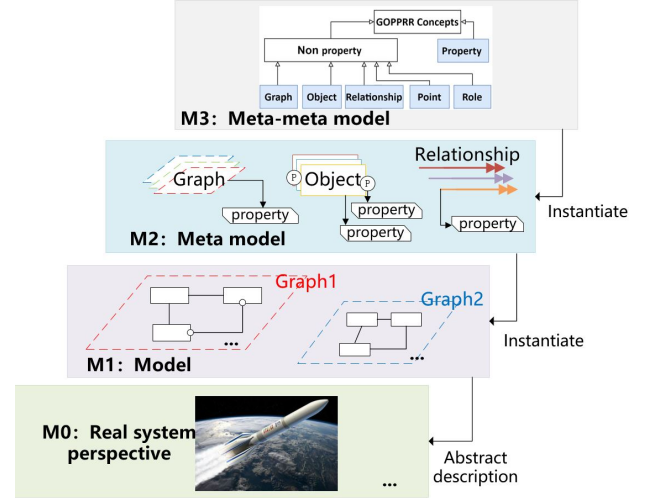 GOPPRR Concepts
Non property
Property
Graph
Object
Relationship
Point
Role
M3: Meta-meta model
Relationship
Graph
P
Object
P
property
property
property
property
Instantiate
M2: Meta model
Graph1
Graph2
...
...
Instantiate
M1: Model
M0: Real system
perspective
...
Abstract
description